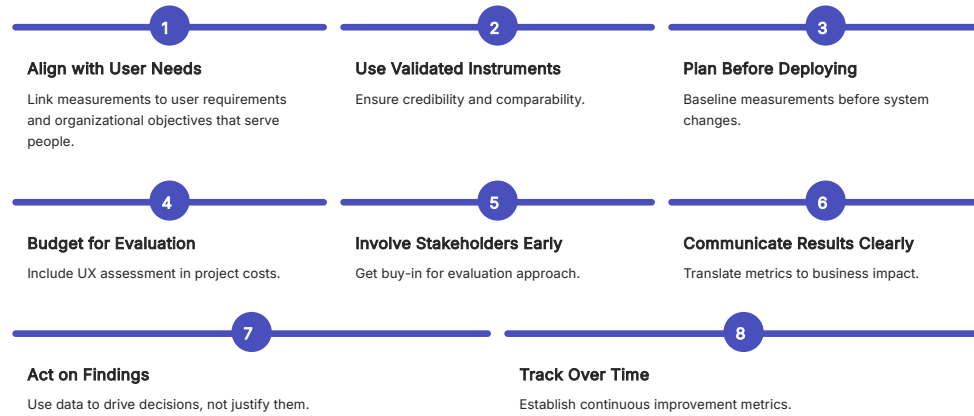 1
Align with User Needs
Link measurements to user requirements
and organizational objectives that serve
people.
2
Use Validated Instruments
Ensure credibility and comparability.
3
Plan Before Deploying
Baseline measurements before system
changes.
4
Budget for Evaluation
Include UX assessment in project costs.
5
Involve Stakeholders Early
Get buy-in for evaluation approach.
6
Communicate Results Clearly
Translate metrics to business impact.
7
Act on Findings
Use data to drive decisions, not justify them.
8
Track Over Time
Establish continuous improvement metrics.